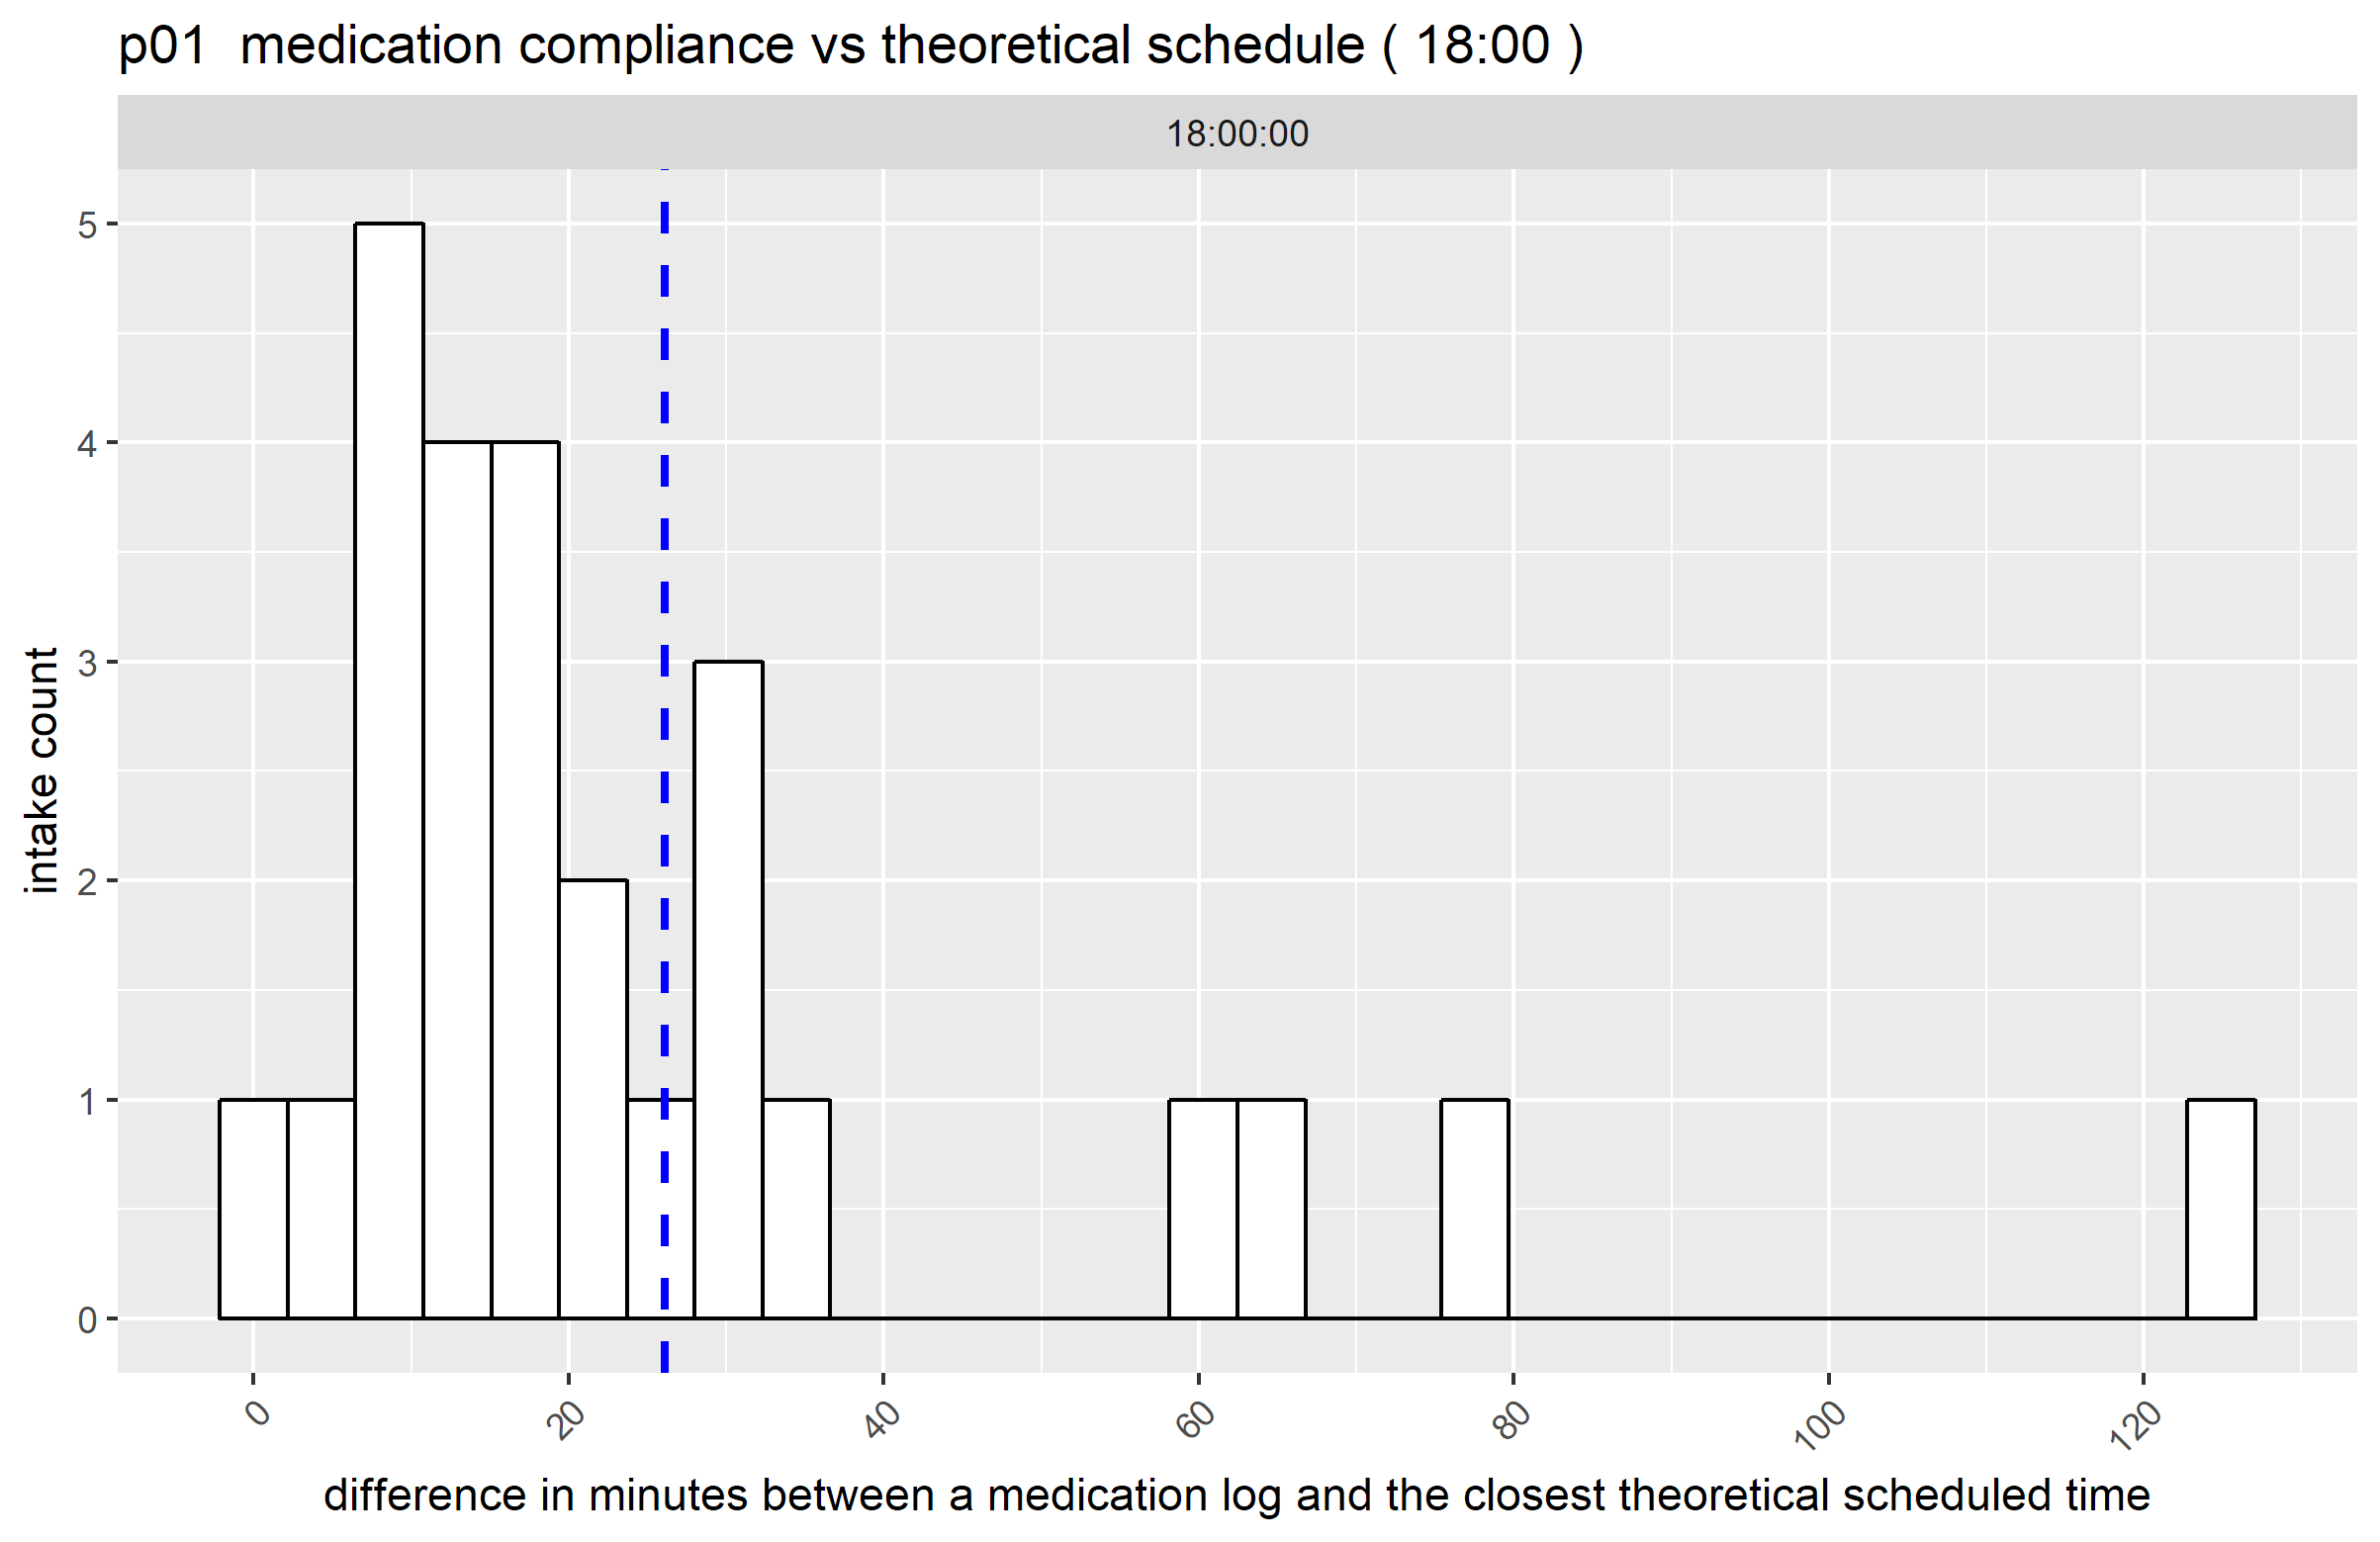 p01  medication compliance vs theoretical schedule ( 18:00 )
18:00:00
5
4
3
2
1
0
intake count
0 20 40 60 80 100 120
difference in minutes between a medication log and the closest theoretical scheduled time